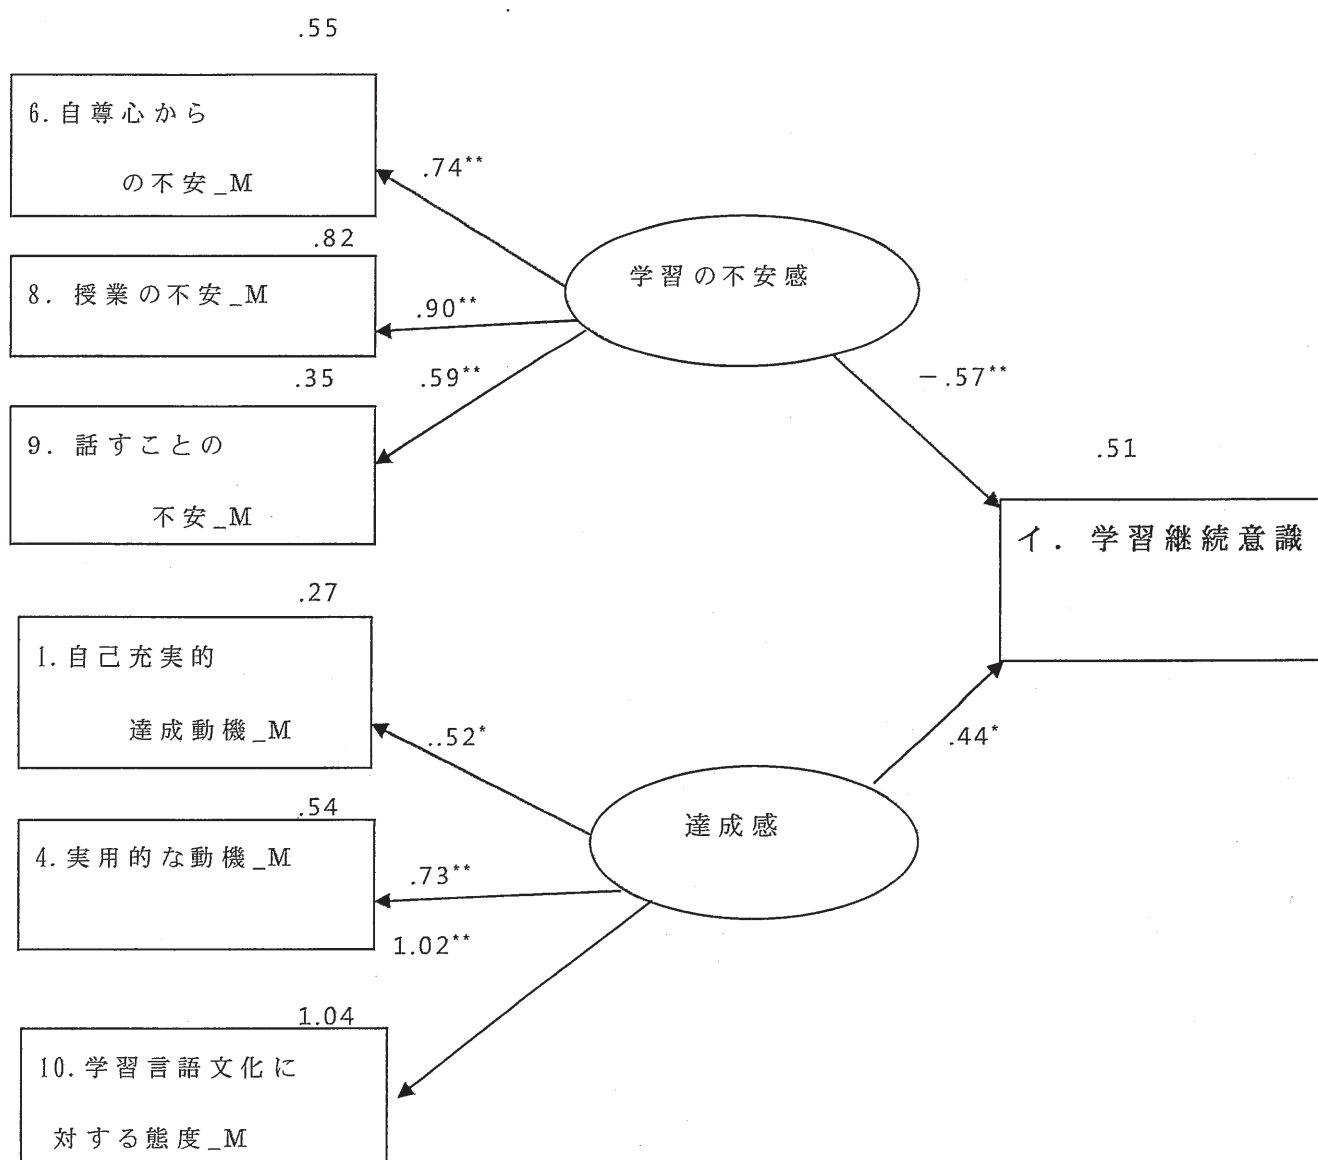 .55
6.自尊心から
の不安_M
.74**
.82
学習の不安感
8. 授業の不安_M
.90**
.35
.59**
−.57**
9. 話すことの
不安_M
.51
イ. 学習継続意識
.27
1.自己充実的
達成動機_M
..52*
.44*
.54
達成感
4.実用的な動機_M
.73**
1.02**
1.04
10.学習言語文化に
対する態度_M